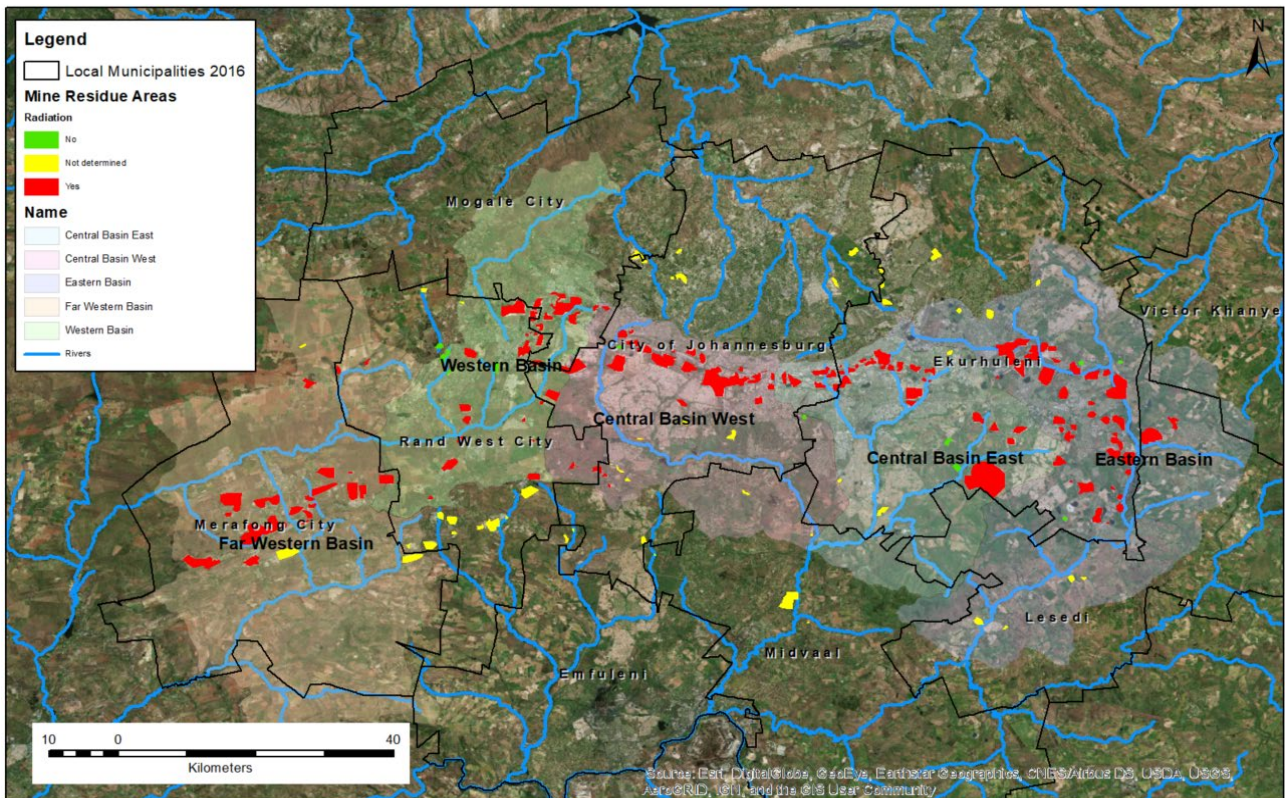 Legend
Local Municipalities 2016
Mine Residue Areas
Radiation
No
Not determined
Yes
Name
Central Basin East
Central Basin West
Eastern Basin
Far Western Basin
Western Basin
Rivers
N
Mogale City
Victor Khanye
City of Johannesburg
Ekurhuleni
Western Basin
Central Basin West
Rand West City
Central Basin East
Eastern Basin
Merafong City
Far Western Basin
Lesedi
Midvaal
Emfuleni
10 0 40
Kilometers
Source: Esri, DigitalGlobe, GeoEye, Earthstar Geographics, CNES/Airbus DS, USDA, USGS,
AeroGRID, IGN, and the GIS User Community